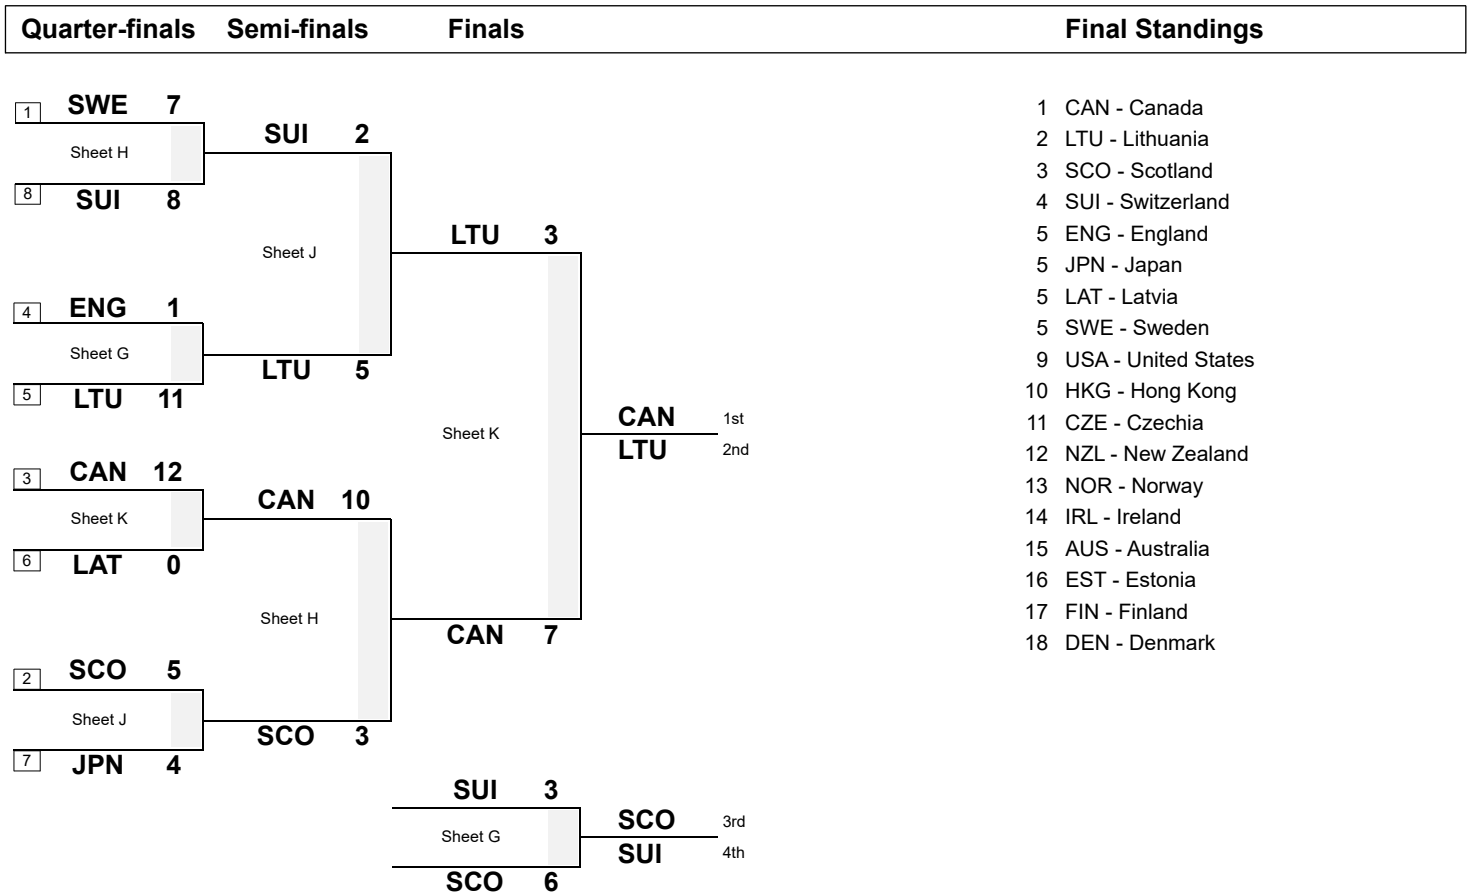 Quarter-finals Semi-finals Finals Final Standings
1 SWE 7
Sheet H
8 SUI 8
4 ENG 1
Sheet G
5 LTU 11
3 CAN 12
Sheet K
6 LAT 0
2 SCO 5
Sheet J
7 JPN 4
SUI 2
Sheet J
LTU 5
CAN 10
Sheet H
SCO 3
LTU 3
Sheet K
CAN 7
SUI 3
Sheet G
SCO 6
CAN 1st
LTU 2nd
SCO 3rd
SUI 4th
1 CAN - Canada
2 LTU - Lithuania
3 SCO - Scotland
4 SUI - Switzerland
5 ENG - England
5 JPN - Japan
5 LAT - Latvia
5 SWE - Sweden
9 USA - United States
10 HKG - Hong Kong
11 CZE - Czechia
12 NZL - New Zealand
13 NOR - Norway
14 IRL - Ireland
15 AUS - Australia
16 EST - Estonia
17 FIN - Finland
18 DEN - Denmark